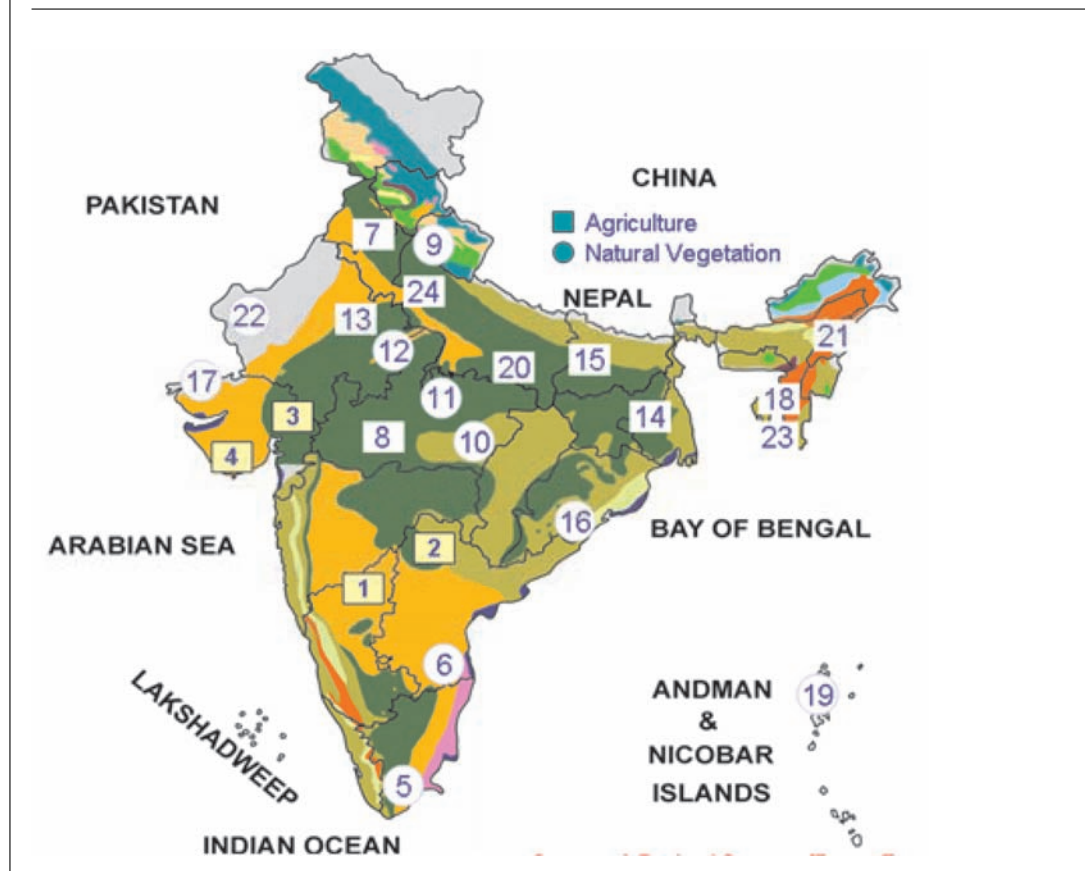 CHINA
PAKISTAN
Agriculture
Natural Vegetation
7
9
NEPAL
24
22
13
21
12
15
20
17
11
18
3
14
8
10
23
4
16
BAY OF BENGAL
ARABIAN SEA
2
1
6
ANDMAN
19
&
LAKSHADWEEP
NICOBAR
5
ISLANDS
INDIAN OCEAN